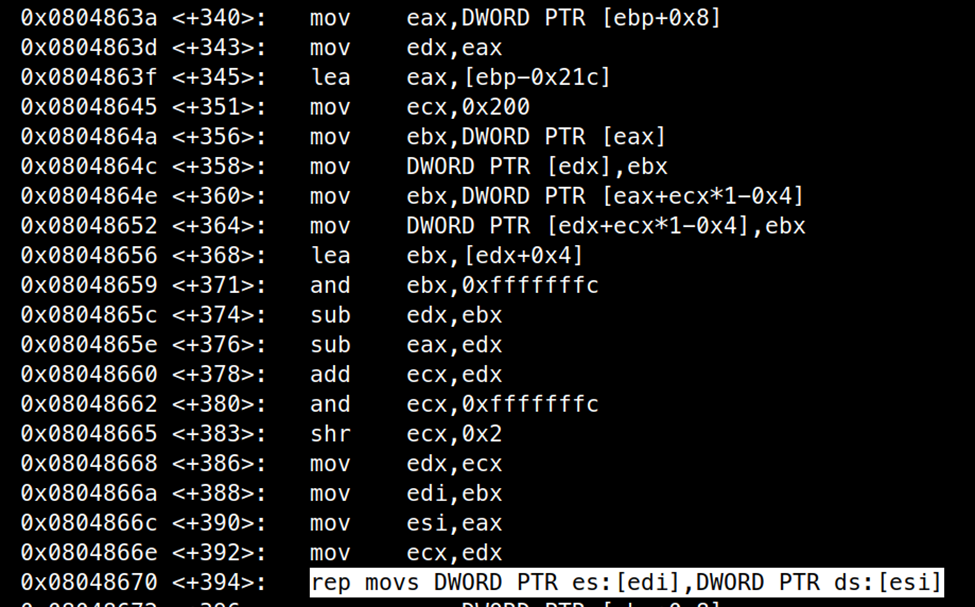 0x0804863a <+340>: mov eax,DWORD PTR [ebp+0x8]
0x0804863d <+343>: mov edx,eax
0x0804863f <+345>: lea eax,[ebp-0x21c]
0x08048645 <+351>: mov ecx,0x200
0x0804864a <+356>: mov ebx,DWORD PTR [eax]
0x0804864c <+358>: mov DWORD PTR [edx],ebx
0x0804864e <+360>: mov ebx,DWORD PTR [eax+ecx*1-0x4]
0x08048652 <+364>: mov DWORD PTR [edx+ecx*1-0x4],ebx
0x08048656 <+368>: lea ebx,[edx+0x4]
0x08048659 <+371>: and ebx,0xfffffffc
0x0804865c <+374>: sub edx,ebx
0x0804865e <+376>: sub eax,edx
0x08048660 <+378>: add ecx,edx
0x08048662 <+380>: and ecx,0xfffffffc
0x08048665 <+383>: shr ecx,0x2
0x08048668 <+386>: mov edx,ecx
0x0804866a <+388>: mov edi,ebx
0x0804866c <+390>: mov esi,eax
0x0804866e <+392>: mov ecx,edx
0x08048670 <+394>: rep movs DWORD PTR es:[edi],DWORD PTR ds:[esi]